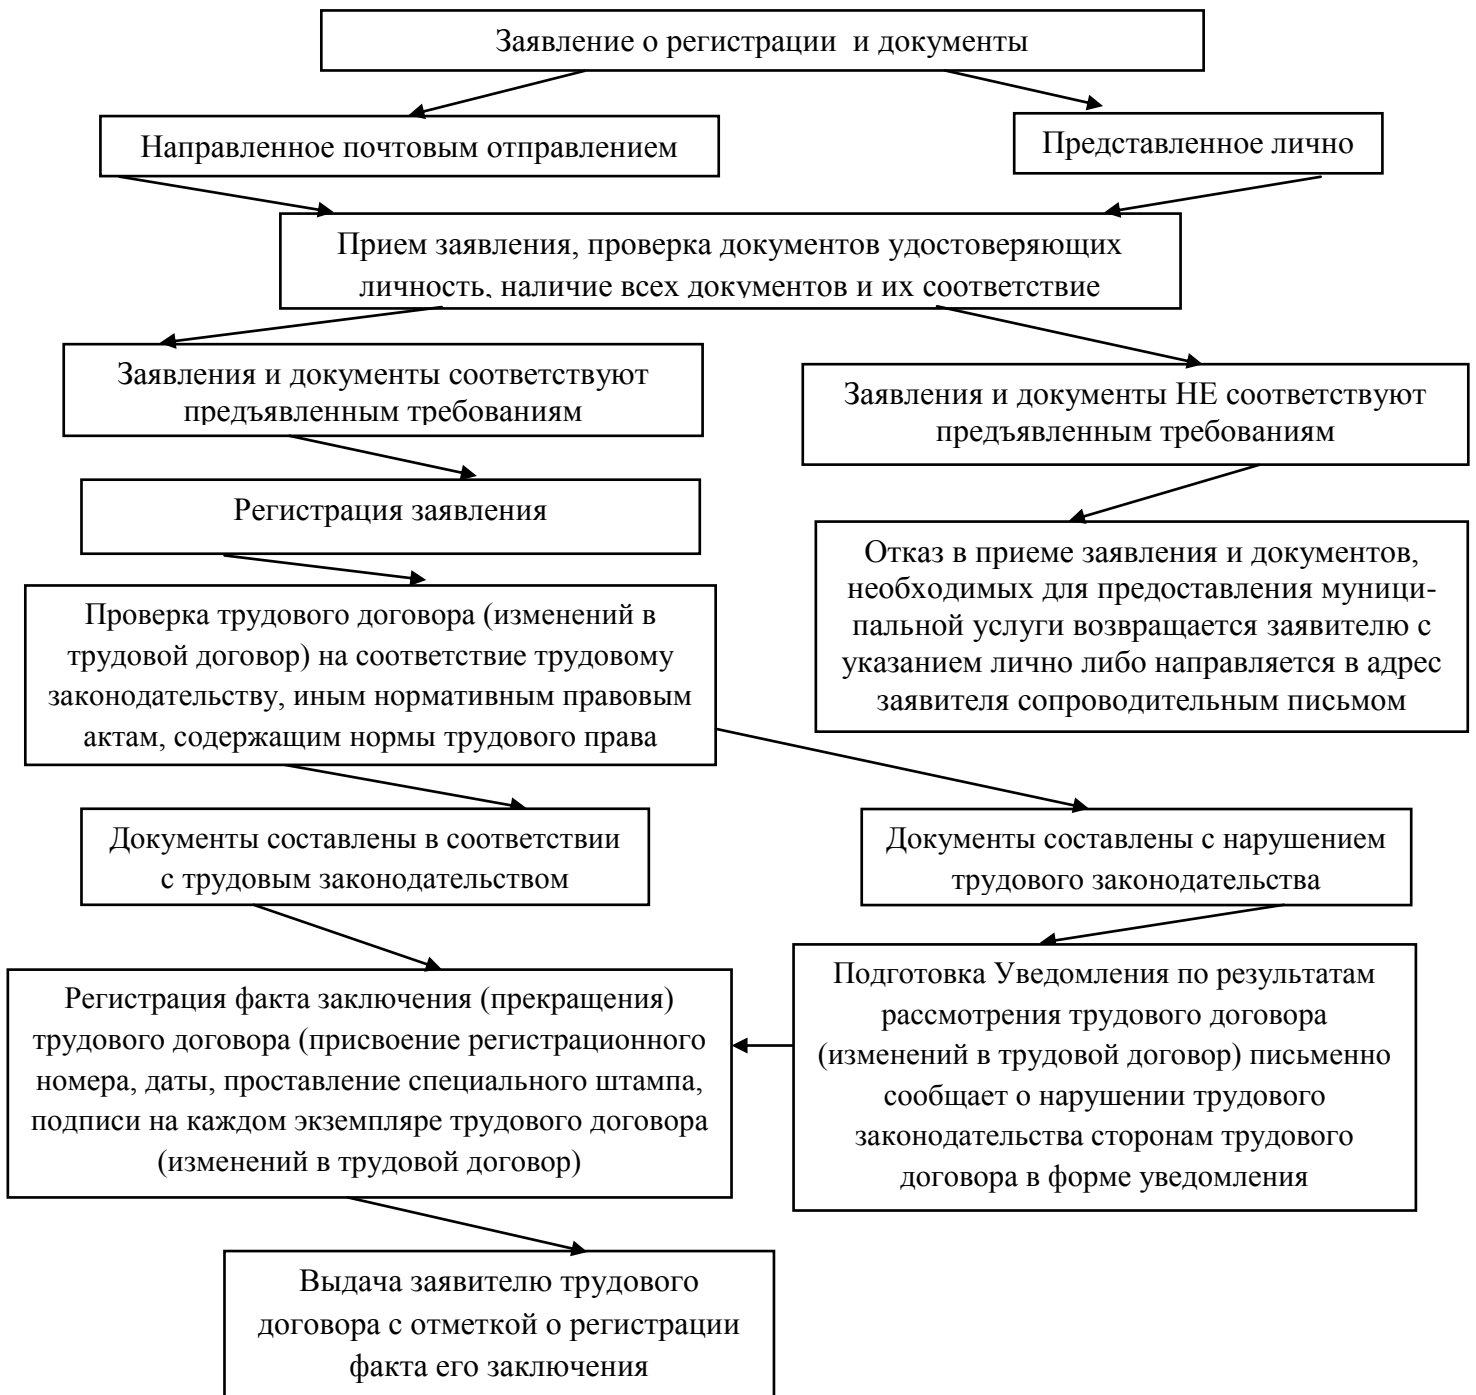 Заявление о регистрации и документы
Направленное почтовым отправлением
Представленное лично
Прием заявления, проверка документов удостоверяющих
личность, наличие всех документов и их соответствие
Заявления и документы соответствуют
предъявленным требованиям
Заявления и документы НЕ соответствуют
предъявленным требованиям
Регистрация заявления
Отказ в приеме заявления и документов,
необходимых для предоставления муници-
пальной услуги возвращается заявителю с
указанием лично либо направляется в адрес
заявителя сопроводительным письмом
Проверка трудового договора (изменений в
трудовой договор) на соответствие трудовому
законодательству, иным нормативным правовым
актам, содержащим нормы трудового права
Документы составлены в соответствии
с трудовым законодательством
Документы составлены с нарушением
трудового законодательства
Регистрация факта заключения (прекращения)
трудового договора (присвоение регистрационного
номера, даты, проставление специального штампа,
подписи на каждом экземпляре трудового договора
(изменений в трудовой договор)
Подготовка Уведомления по результатам
рассмотрения трудового договора
(изменений в трудовой договор) письменно
сообщает о нарушении трудового
законодательства сторонам трудового
договора в форме уведомления
Выдача заявителю трудового
договора с отметкой о регистрации
факта его заключения